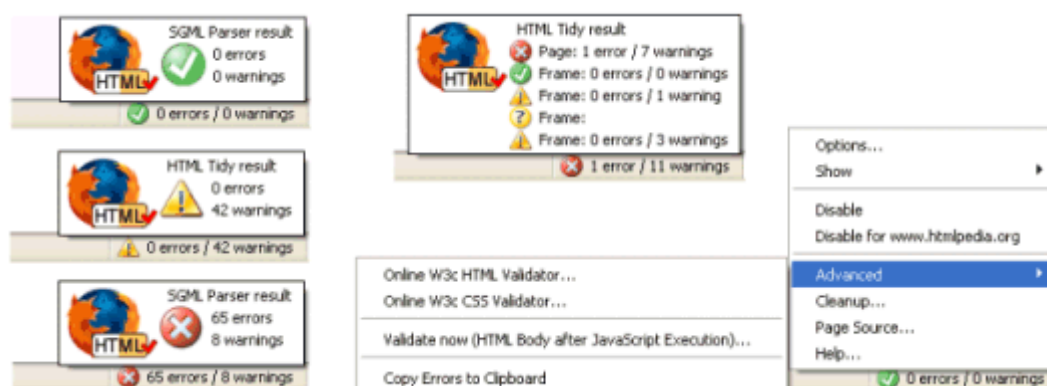 SGML Parser result
0 errors
0 warnings
HTML
0 errors / 0 warnings
HTML Tidy result
0 errors
42 warnings
HTML
0 errors / 42 warnings
SGML Parser result
65 errors
8 warnings
HTML
65 errors / 8 warnings
HTML Tidy result
Page: 1 error / 7 warnings
HTML
Frame: 0 errors / 0 warnings
Frame: 0 errors / 1 warning
Frame:
Frame: 0 errors / 3 warnings
1 error / 11 warnings
Online W3c HTML Validator...
Online W3c CSS Validator...
Validate now (HTML Body after JavaScript Execution)...
Copy Errors to Clipboard
Options...
Show
Disable
Disable for www.htmlpedia.org
Advanced
Cleanup...
Page Source...
Help...
0 errors / 0 warnings